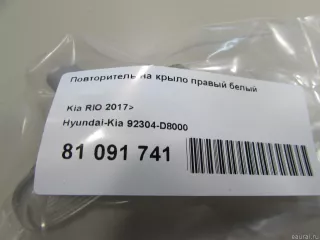 Повторитель на крыло правый белый
Kia RIO 2017>
Hyundai-Kia 92304-D8000
81 091 741